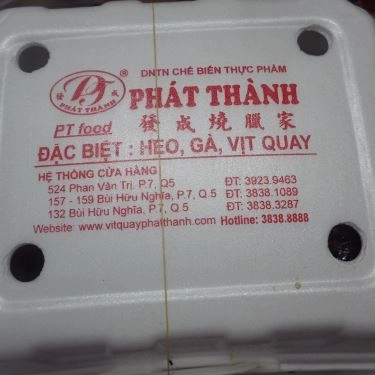 DNTN CHẾ BIẾN THỰC PHẨM
發 PT 成 ®
PHÁT THÀNH
PHÁT THÀNH
PT food
發成燒臘家
ĐẶC BIỆT : HEO, GÀ, VỊT QUAY
HỆ THỐNG CỬA HÀNG
524 Phan Văn Trị, P.7, Q5 ĐT: 3923.9463
157 - 159 Bùi Hữu Nghĩa, P.7, Q.5 ĐT: 3838.1089
132 Bùi Hữu Nghĩa, P.7, Q.5 ĐT: 3838.3287
Website: www.vitquayphatthanh.com Hotline: 3838.8888